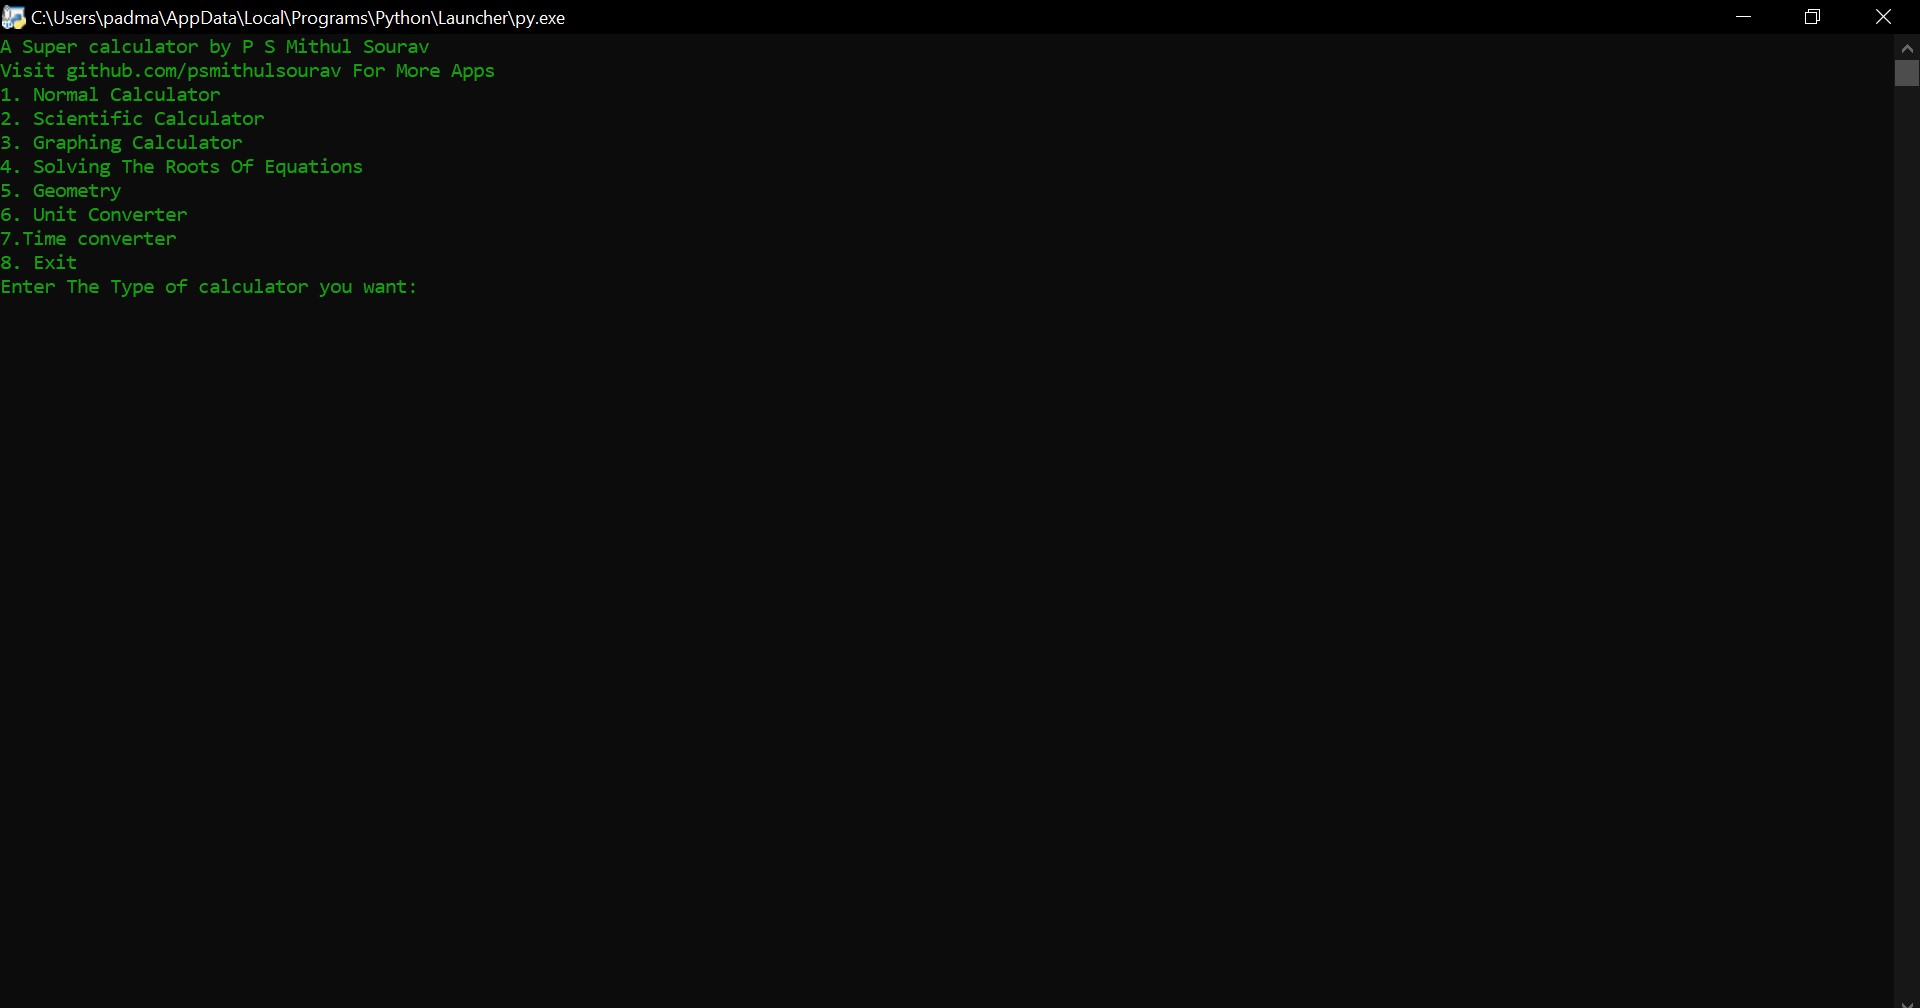 C:\Users\padma\AppData\Local\Programs\Python\Launcher\py.exe
A Super calculator by P S Mithul Sourav
Visit github.com/psmithulsourav For More Apps
1. Normal Calculator
2. Scientific Calculator
3. Graphing Calculator
4. Solving The Roots Of Equations
5. Geometry
6. Unit Converter
7.Time converter
8. Exit
Enter The Type of calculator you want: